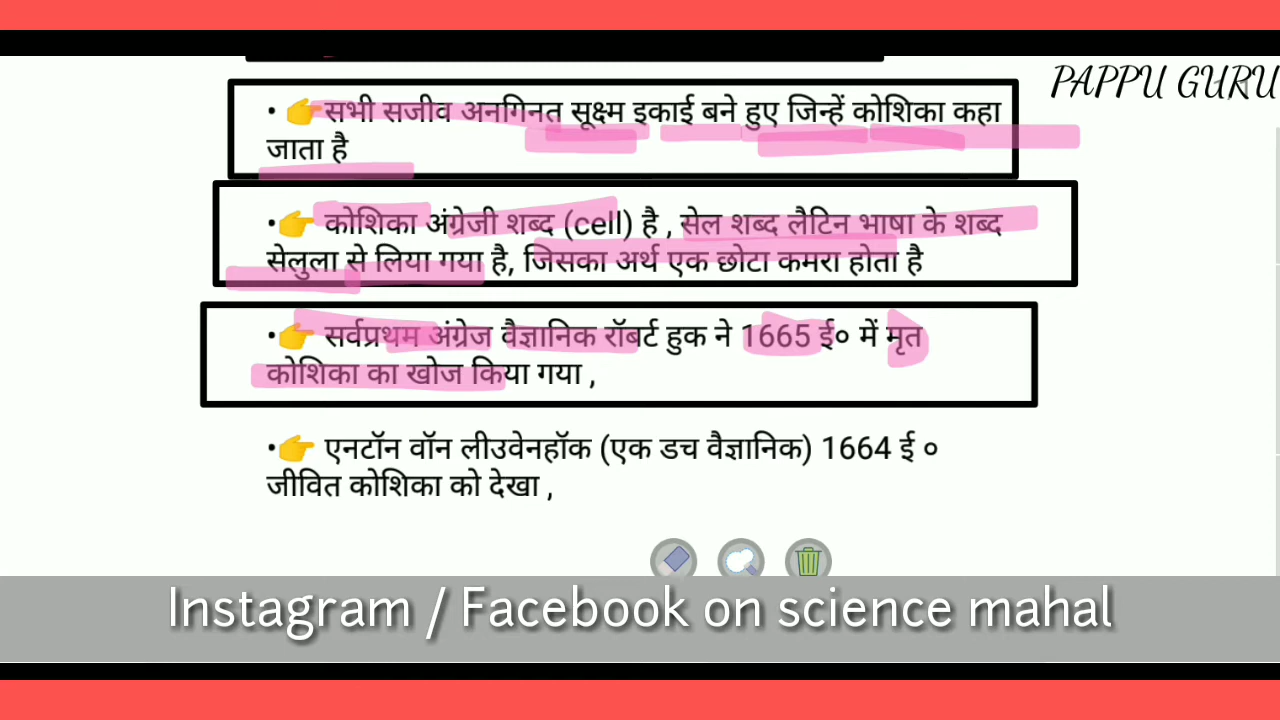 PAPPU GURU
• 👉सभी सजीव अनगिनत सूक्ष्म इकाई बने हुए जिन्हें कोशिका कहा
जाता है
•👉 कोशिका अंग्रेजी शब्द (cell) है , सेल शब्द लैटिन भाषा के शब्द
सेलुला से लिया गया है, जिसका अर्थ एक छोटा कमरा होता है
•👉 सर्वप्रथम अंग्रेज वैज्ञानिक रॉबर्ट हुक ने 1665 ई० में मृत
कोशिका का खोज किया गया ,
•👉 एनटॉन वॉन लीउवेनहॉक (एक डच वैज्ञानिक) 1664 ई ०
जीवित कोशिका को देखा ,
Instagram / Facebook on science mahal